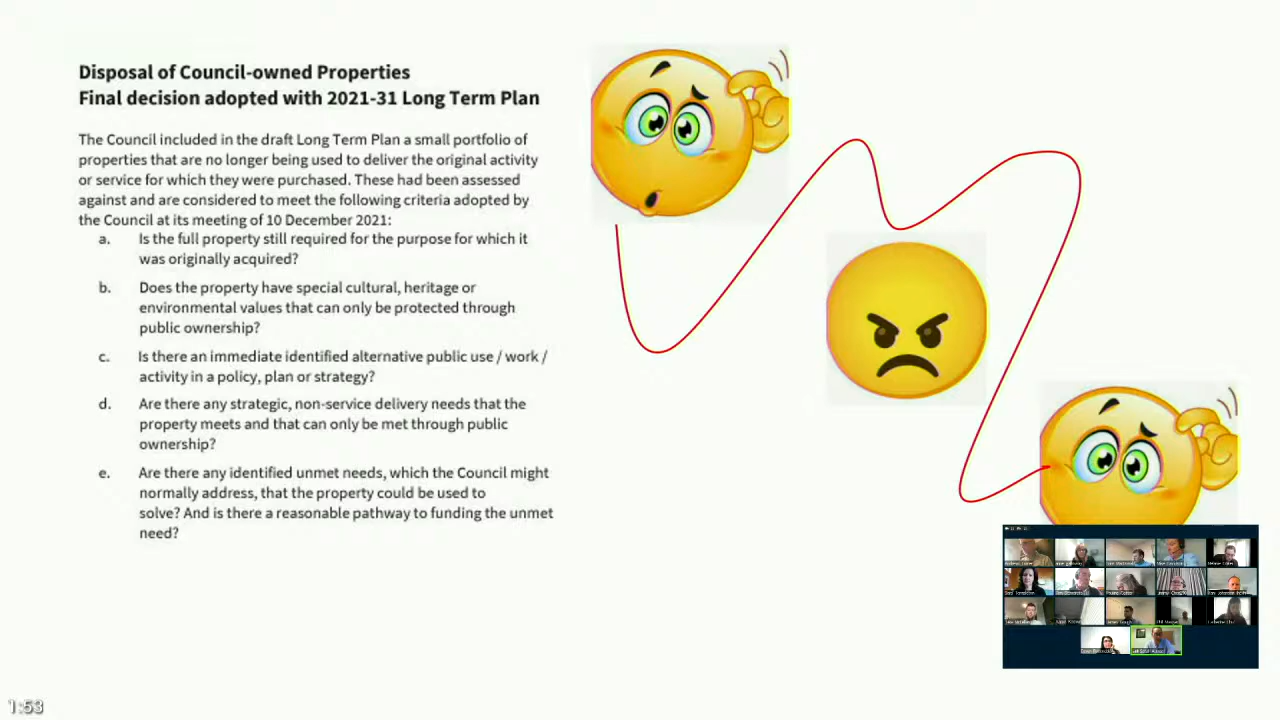 Disposal of Council-owned Properties
Final decision adopted with 2021-31 Long Term Plan
The Council included in the draft Long Term Plan a small portfolio of
properties that are no longer being used to deliver the original activity
or service for which they were purchased. These had been assessed
against and are considered to meet the following criteria adopted by
the Council at its meeting of 10 December 2021:
a. Is the full property still required for the purpose for which it
was originally acquired?
b. Does the property have special cultural, heritage or
environmental values that can only be protected through
public ownership?
c. Is there an immediate identified alternative public use / work /
activity in a policy, plan or strategy?
d. Are there any strategic, non-service delivery needs that the
property meets and that can only be met through public
ownership?
e. Are there any identified unmet needs, which the Council might
normally address, that the property could be used to
solve? And is there a reasonable pathway to funding the unmet
need?
1:53